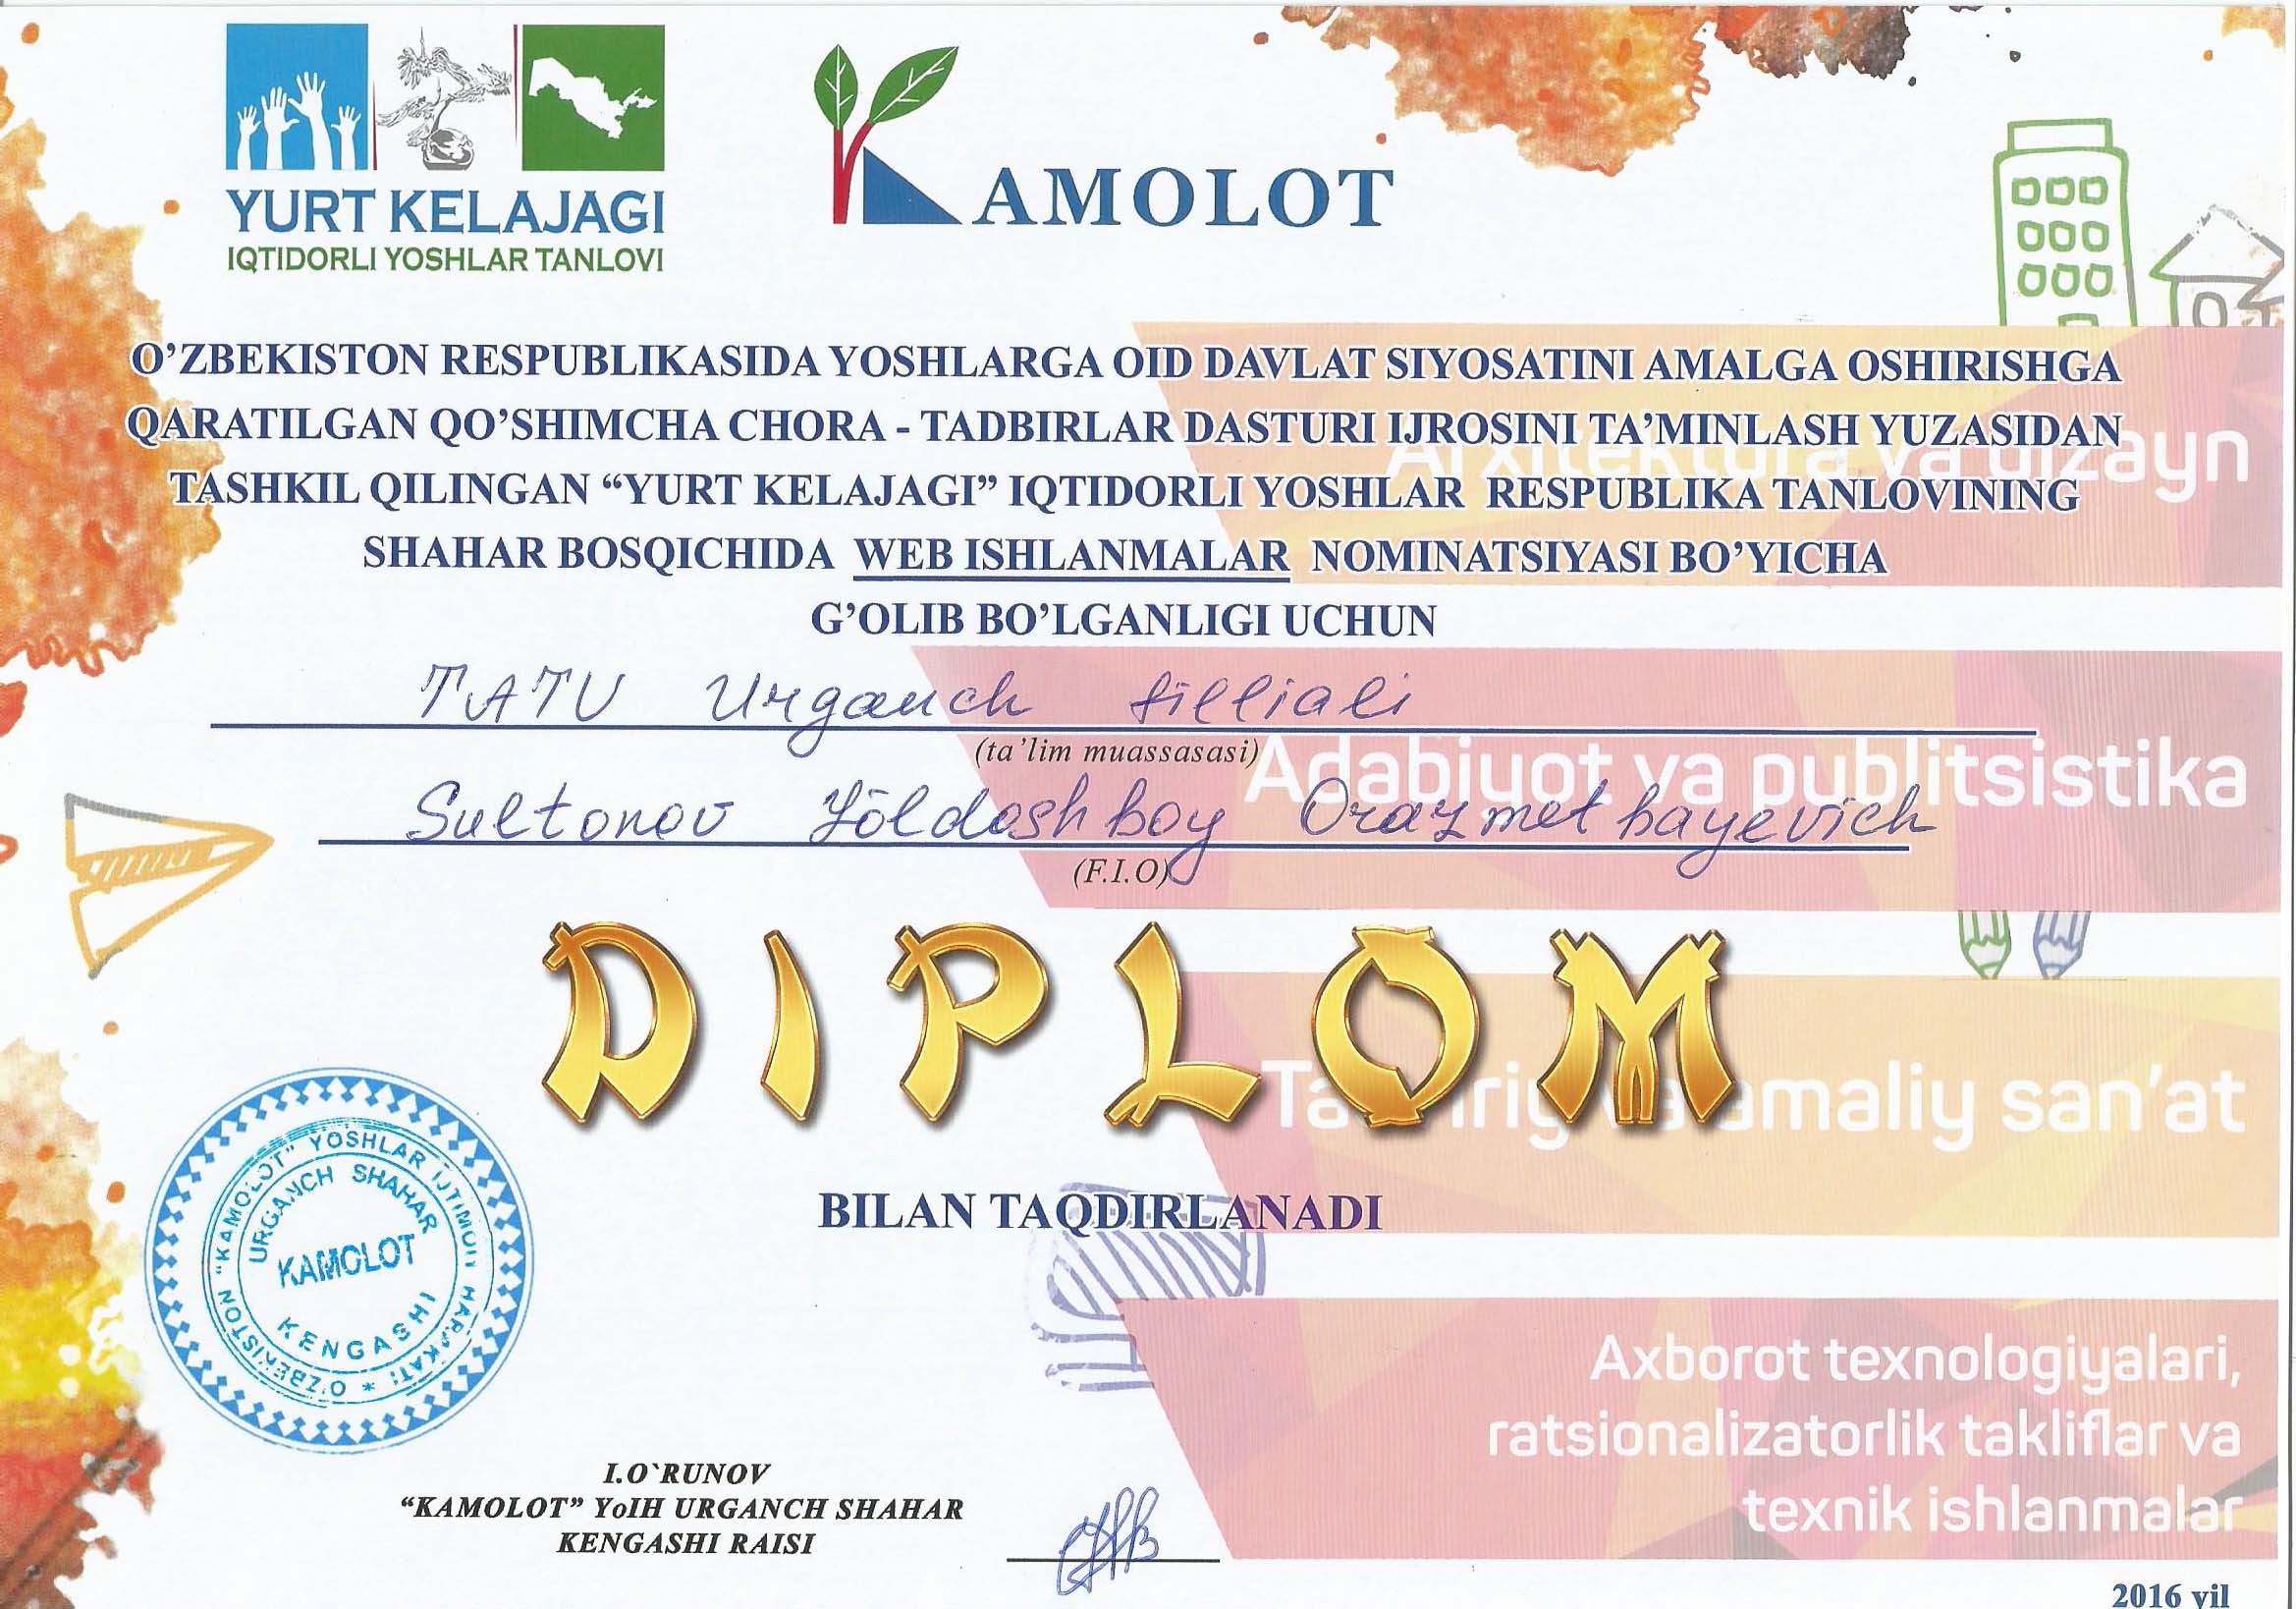 YURT KELAJAGI
IQTIDORLI YOSHLAR TANLOVI
KAMOLOT
O’ZBEKISTON RESPUBLIKASIDA YOSHLARGA OID DAVLAT SIYOSATINI AMALGA OSHIRISHGA
QARATILGAN QO’SHIMCHA CHORA - TADBIRLAR DASTURI IJROSINI TA’MINLASH YUZASIDAN
TASHKIL QILINGAN “YURT KELAJAGI” IQTIDORLI YOSHLAR RESPUBLIKA TANLOVINING
SHAHAR BOSQICHIDA WEB ISHLANMALAR NOMINATSIYASI BO’YICHA
G’OLIB BO’LGANLIGI UCHUN
Arxitektura va dizayn
TATU Urganch filliali
(ta’lim muassasasi)
Adabiyot va publitsistika
Sultonov Yõldoshboy Orazmetbayevich
(F.I.O)
DIPLOM
amaliy san’at
BILAN TAQDIRLANADI
O‘ZBEKISTON "KAMOLOT" YOSHLAR IJTIMOIY HARAKATI *
URGANCH SHAHAR
KAMOLOT
KENGASHI
Axborot texnologiyalari,
ratsionalizatorlik takliflar va
texnik ishlanmalar
I.O`RUNOV
“KAMOLOT” YoIH URGANCH SHAHAR
KENGASHI RAISI
2016 yil